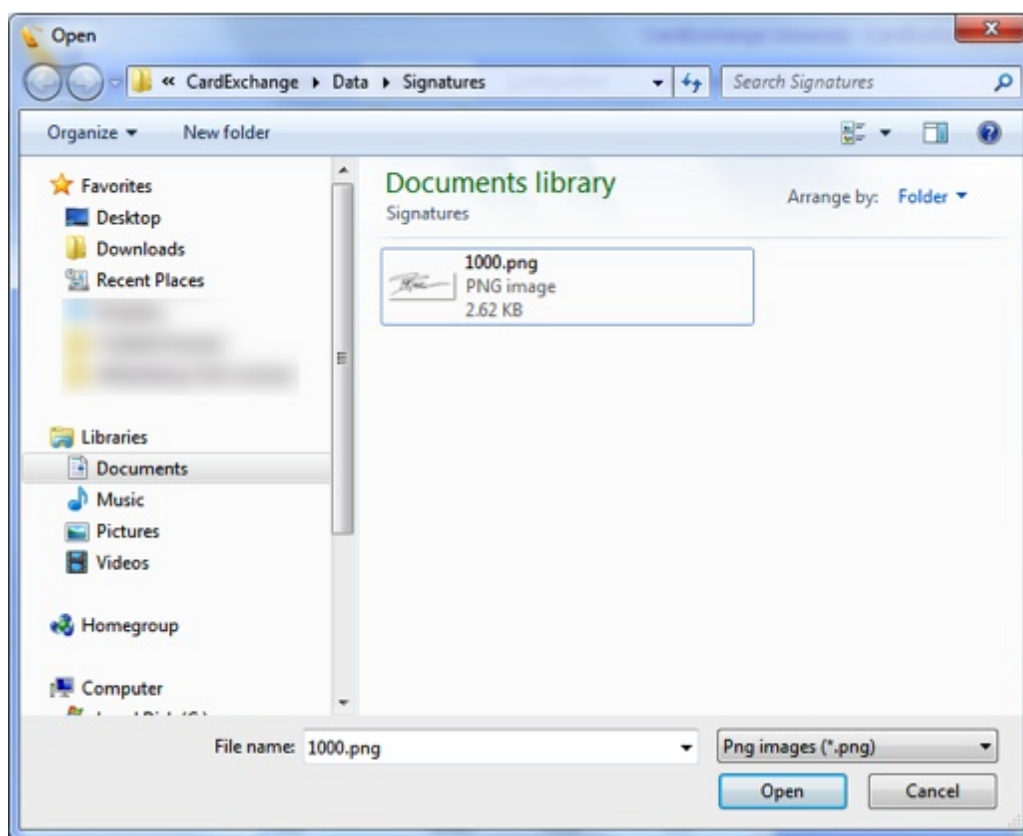 Open
« CardExchange ▸ Data ▸ Signatures
Search Signatures
Organize
New folder
Favorites
Desktop
Downloads
Recent Places
Libraries
Documents
Music
Pictures
Videos
Homegroup
Computer
Documents library
Signatures
Arrange by: Folder
1000.png
PNG image
2.62 KB
File name: 1000.png
Png images (*.png)
Open
Cancel